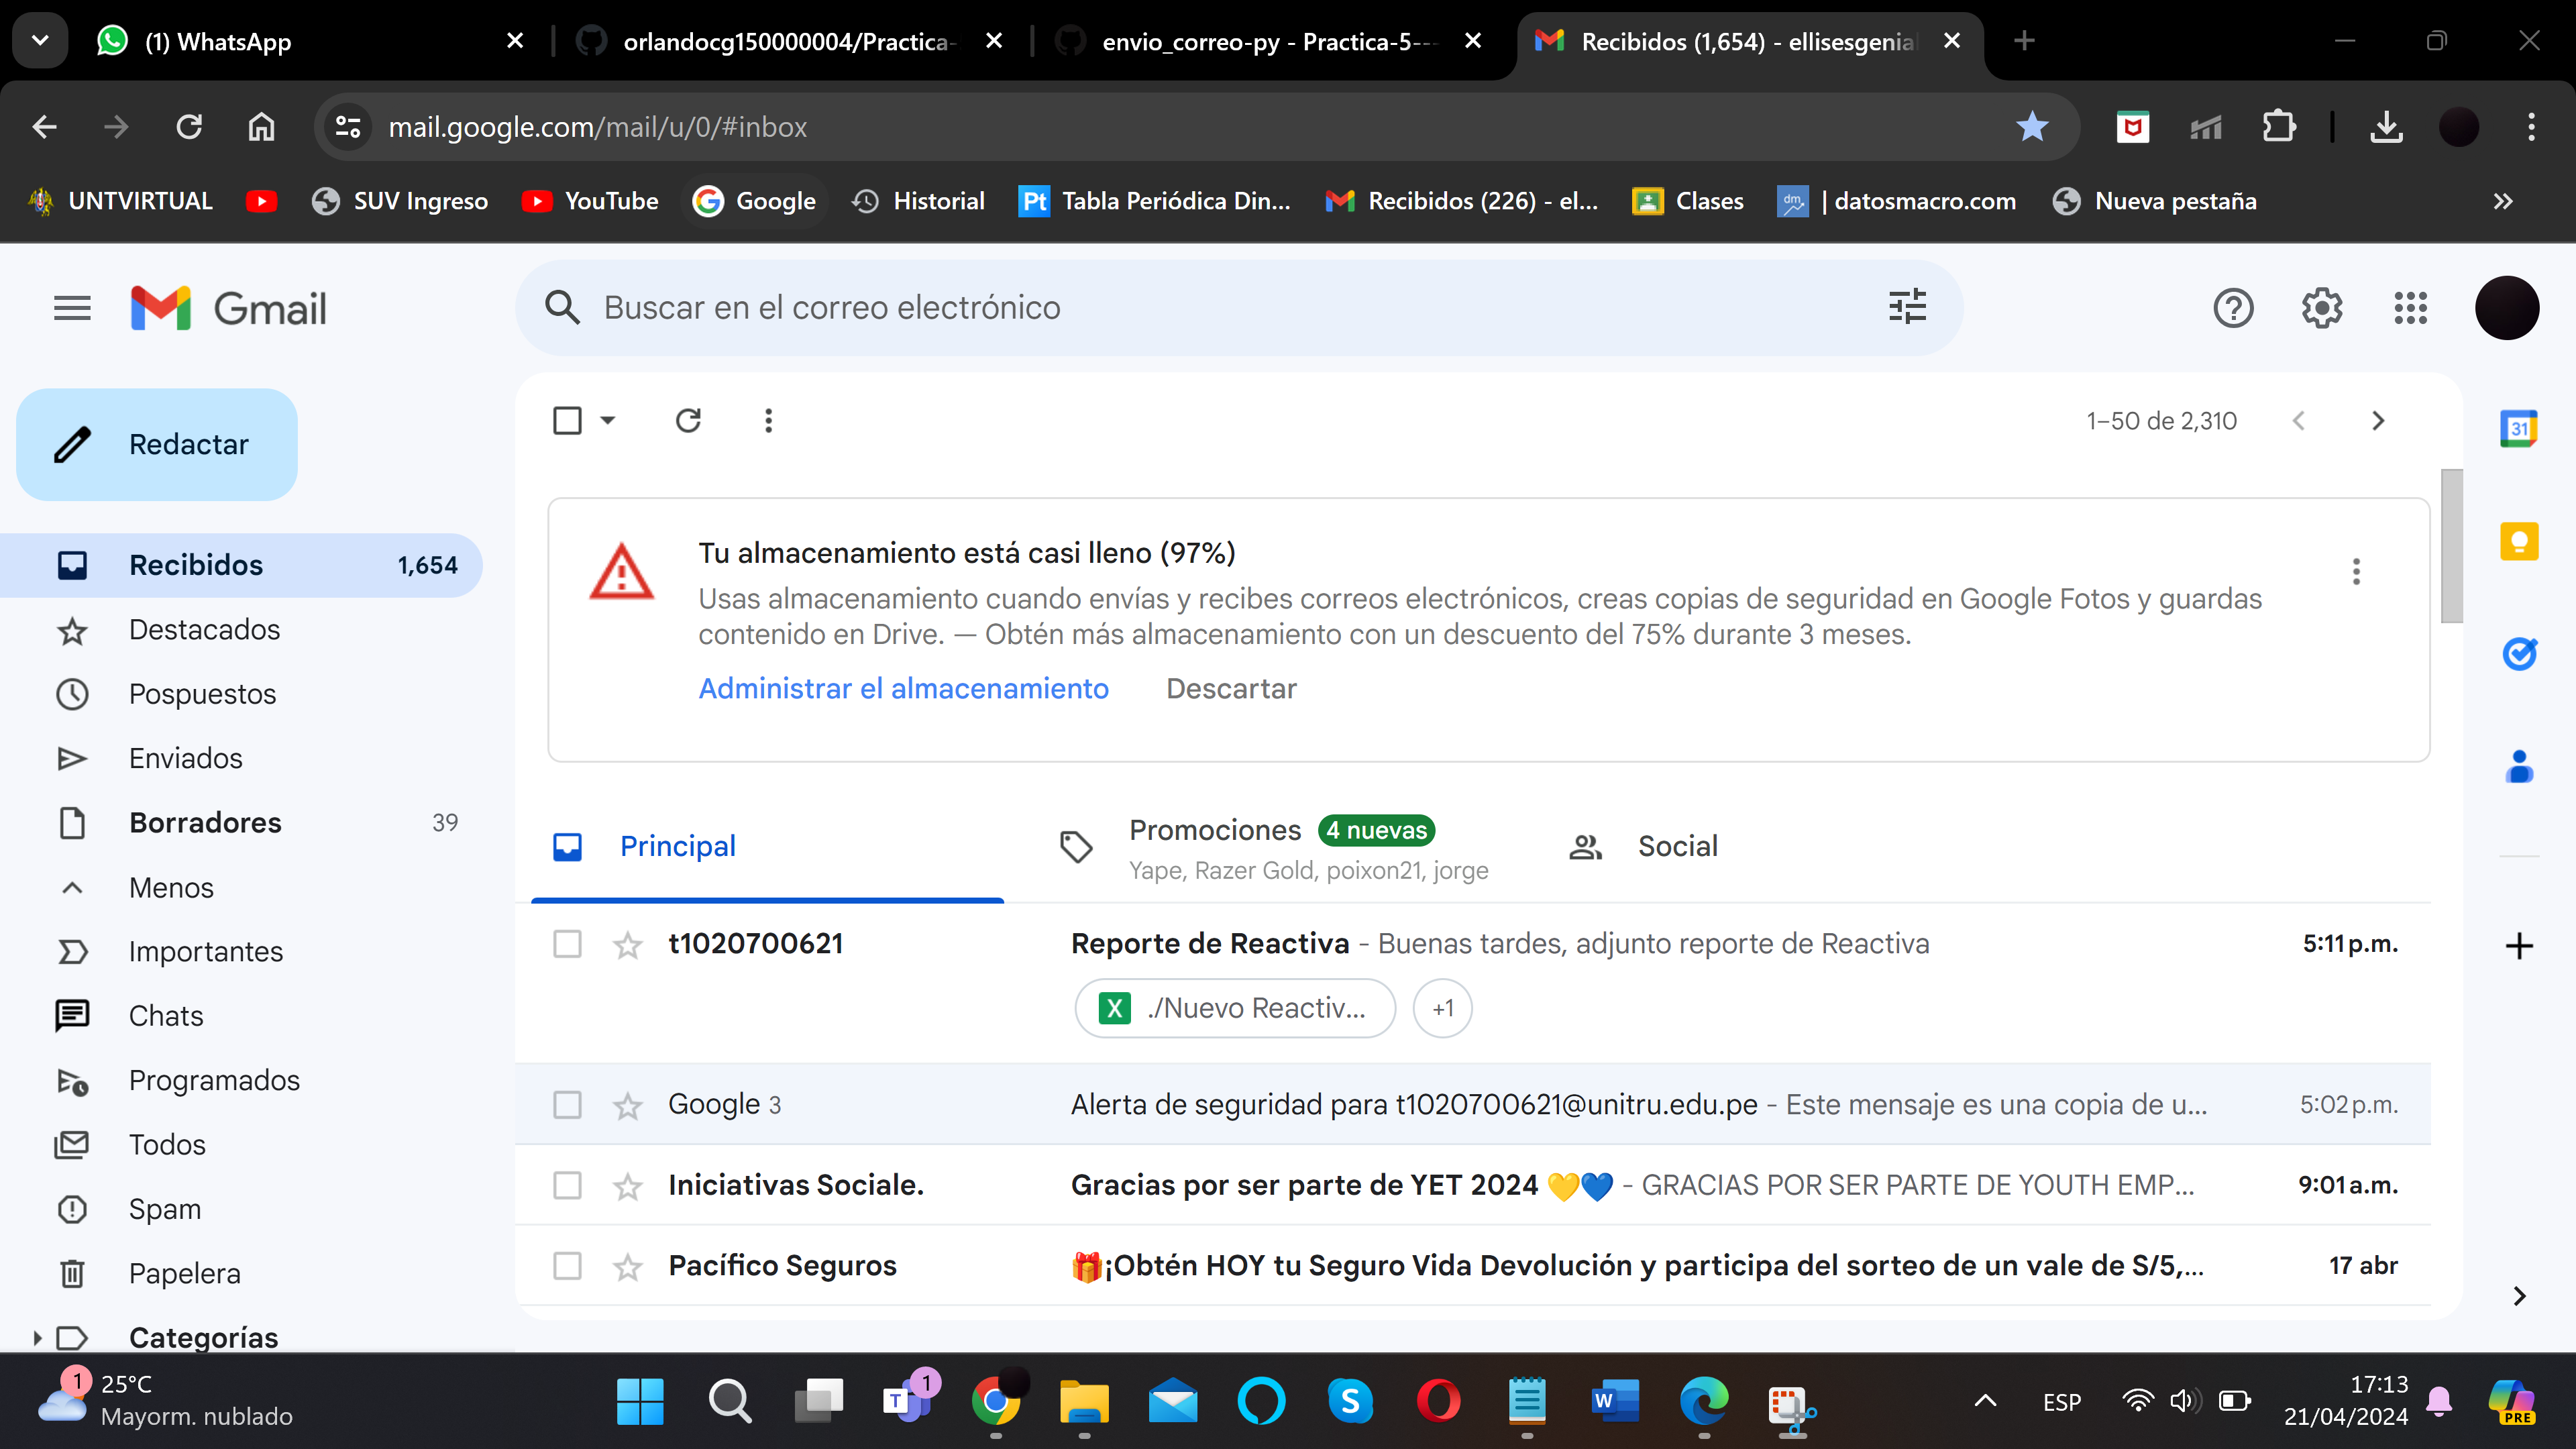 (1) WhatsApp
orlandocg150000004/Practica-
envio_correo-py - Practica-5---
Recibidos (1,654) - ellisesgenial
mail.google.com/mail/u/0/#inbox
UNTVIRTUAL
SUV Ingreso
YouTube
Google
Historial
Pt
Tabla Periódica Din...
Recibidos (226) - el...
Clases
dm
| datosmacro.com
Nueva pestaña
Gmail
Buscar en el correo electrónico
Redactar
1–50 de 2,310
31
Recibidos 1,654
Destacados
Pospuestos
Enviados
Borradores 39
Menos
Importantes
Chats
Programados
Todos
Spam
Papelera
Categorías
Tu almacenamiento está casi lleno (97%)
Usas almacenamiento cuando envías y recibes correos electrónicos, creas copias de seguridad en Google Fotos y guardas
contenido en Drive. — Obtén más almacenamiento con un descuento del 75% durante 3 meses.
Administrar el almacenamiento Descartar
Principal
Promociones 4 nuevas
Yape, Razer Gold, poixon21, jorge
Social
t1020700621 Reporte de Reactiva - Buenas tardes, adjunto reporte de Reactiva 5:11 p.m.
X ./Nuevo Reactiv... +1
Google 3 Alerta de seguridad para t1020700621@unitru.edu.pe - Este mensaje es una copia de u... 5:02 p.m.
Iniciativas Sociale. Gracias por ser parte de YET 2024 💛💙 - GRACIAS POR SER PARTE DE YOUTH EMP... 9:01 a.m.
Pacífico Seguros 🎁¡Obtén HOY tu Seguro Vida Devolución y participa del sorteo de un vale de S/5,... 17 abr
1
25°C
Mayorm. nublado
T
1
S
W
ESP
17:13
21/04/2024
PRE